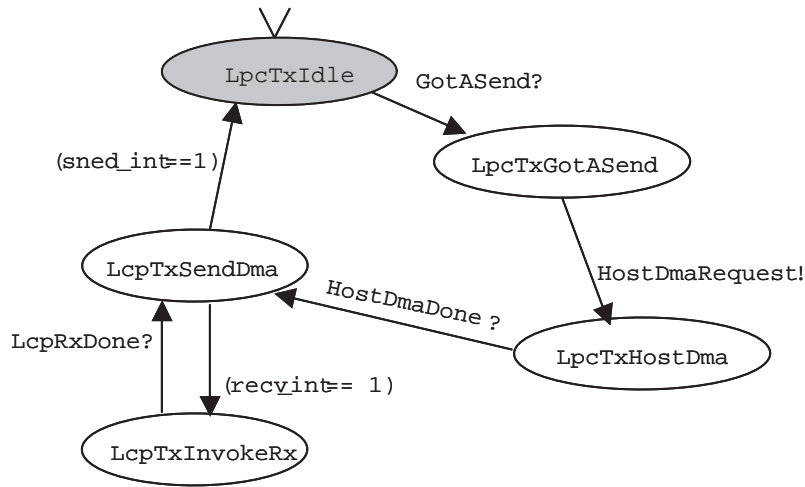 LpcTxIdle
GotASend?
(sned_int==1)
LpcTxGotASend
LcpTxSendDma
HostDmaDone ?
HostDmaRequest!
LcpRxDone?
(recv_int== 1)
LpcTxHostDma
LcpTxInvokeRx